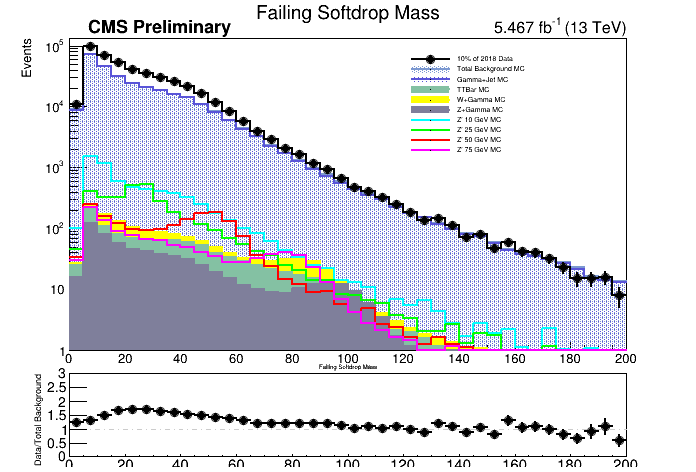 Failing Softdrop Mass
CMS Preliminary
5.467 fb⁻¹ (13 TeV)
Events
10⁵
10⁴
10³
10²
10
1
10% of 2018 Data
Total Background MC
Gamma+Jet MC
TTBar MC
W+Gamma MC
Z+Gamma MC
Z' 10 GeV MC
Z' 25 GeV MC
Z' 50 GeV MC
Z' 75 GeV MC
0 20 40 60 80 100 120 140 160 180 200
Failing Softdrop Mass
Data/Total Background
3
2.5
2
1.5
1
0.5
0
0 20 40 60 80 100 120 140 160 180 200